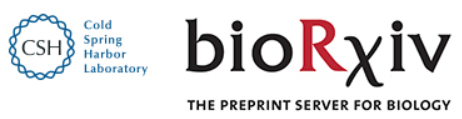 CSH
Cold
Spring
Harbor
Laboratory
bioRχiv
THE PREPRINT SERVER FOR BIOLOGY